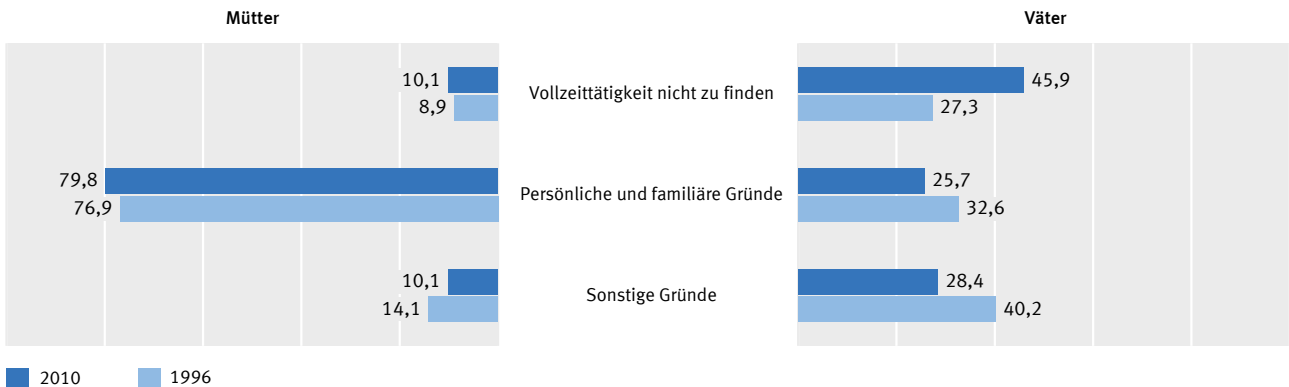 Mütter
Väter
10,1
Vollzeittätigkeit nicht zu finden
45,9
8,9
27,3
79,8
Persönliche und familiäre Gründe
25,7
76,9
32,6
10,1
Sonstige Gründe
28,4
14,1
40,2
2010
1996